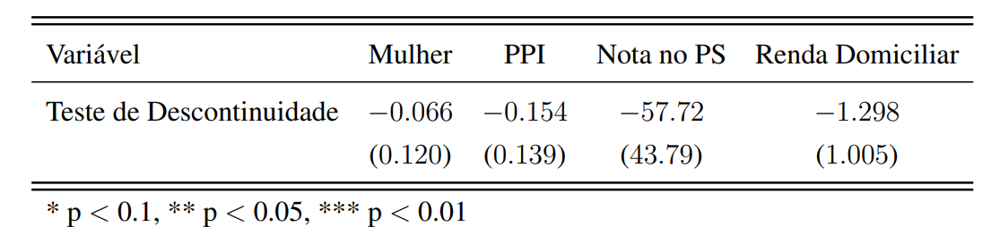 Variável Mulher PPI Nota no PS Renda Domiciliar
Teste de Descontinuidade −0.066 −0.154 −57.72 −1.298
(0.120) (0.139) (43.79) (1.005)
* p < 0.1, ** p < 0.05, *** p < 0.01